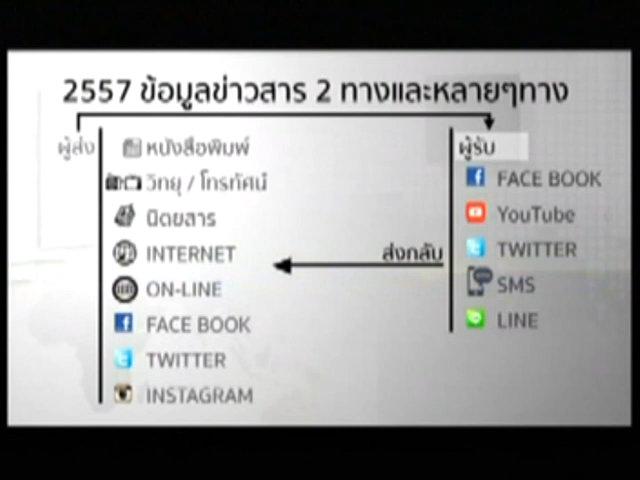 2557 ข้อมูลข่าวสาร 2 ทางและหลายๆทาง
ผู้ส่ง
หนังสือพิมพ์
วิทยุ / โทรทัศน์
นิตยสาร
INTERNET
ON-LINE
FACE BOOK
TWITTER
INSTAGRAM
ส่งกลับ
ผู้รับ
FACE BOOK
YouTube
TWITTER
SMS
LINE